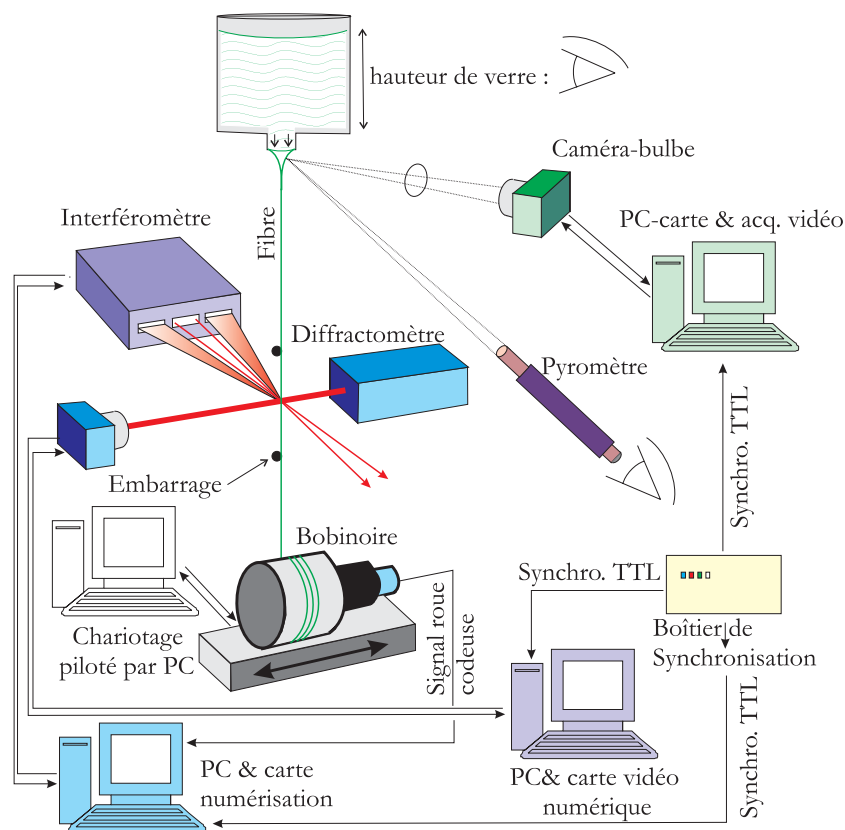 hauteur de verre :
Caméra-bulbe
Interféromètre
Fibre
PC-carte & acq. vidéo
Diffractomètre
Pyromètre
Synchro. TTL
Embarrage
Bobinoire
Synchro. TTL
Chariotage
piloté par PC
Signal roue
codeuse
Boîtier de
Synchronisation
Synchro. TTL
PC & carte
numérisation
PC& carte vidéo
numérique